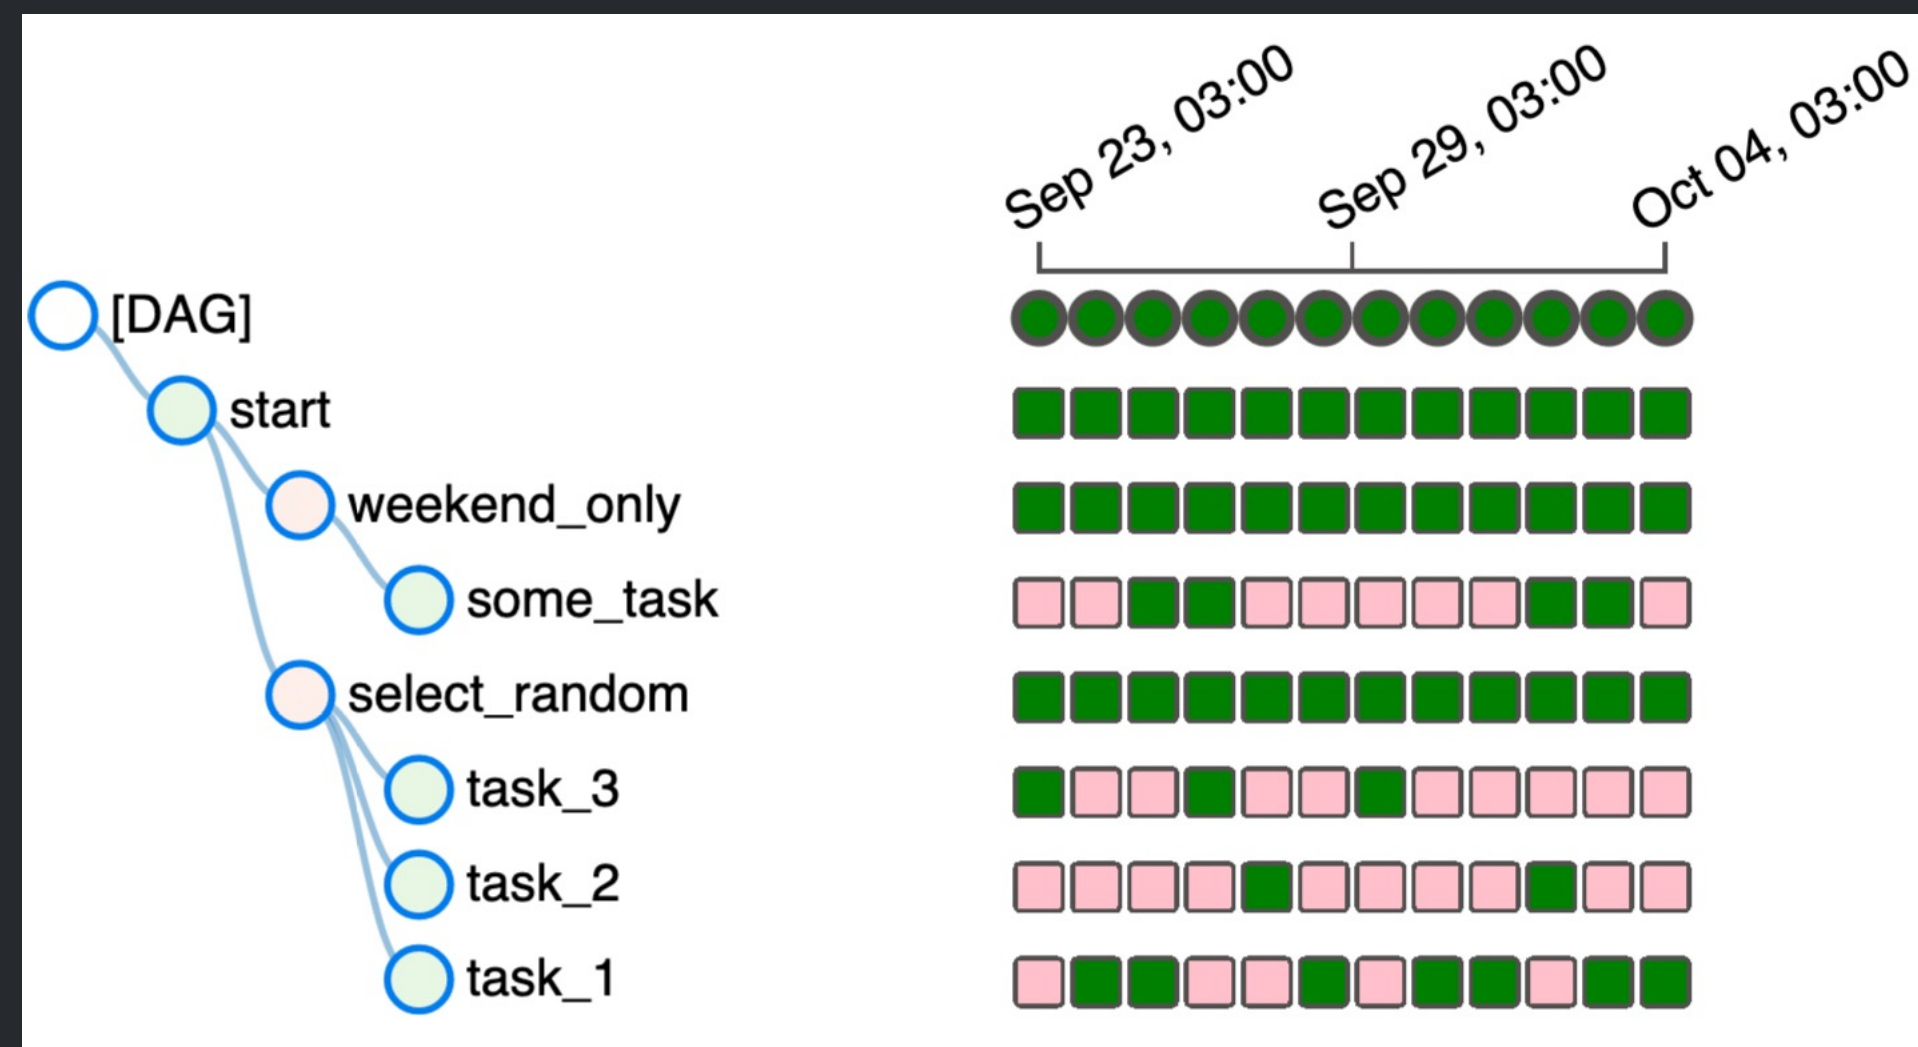 Sep 23, 03:00
Sep 29, 03:00
Oct 04, 03:00
[DAG]
start
weekend_only
some_task
select_random
task_3
task_2
task_1